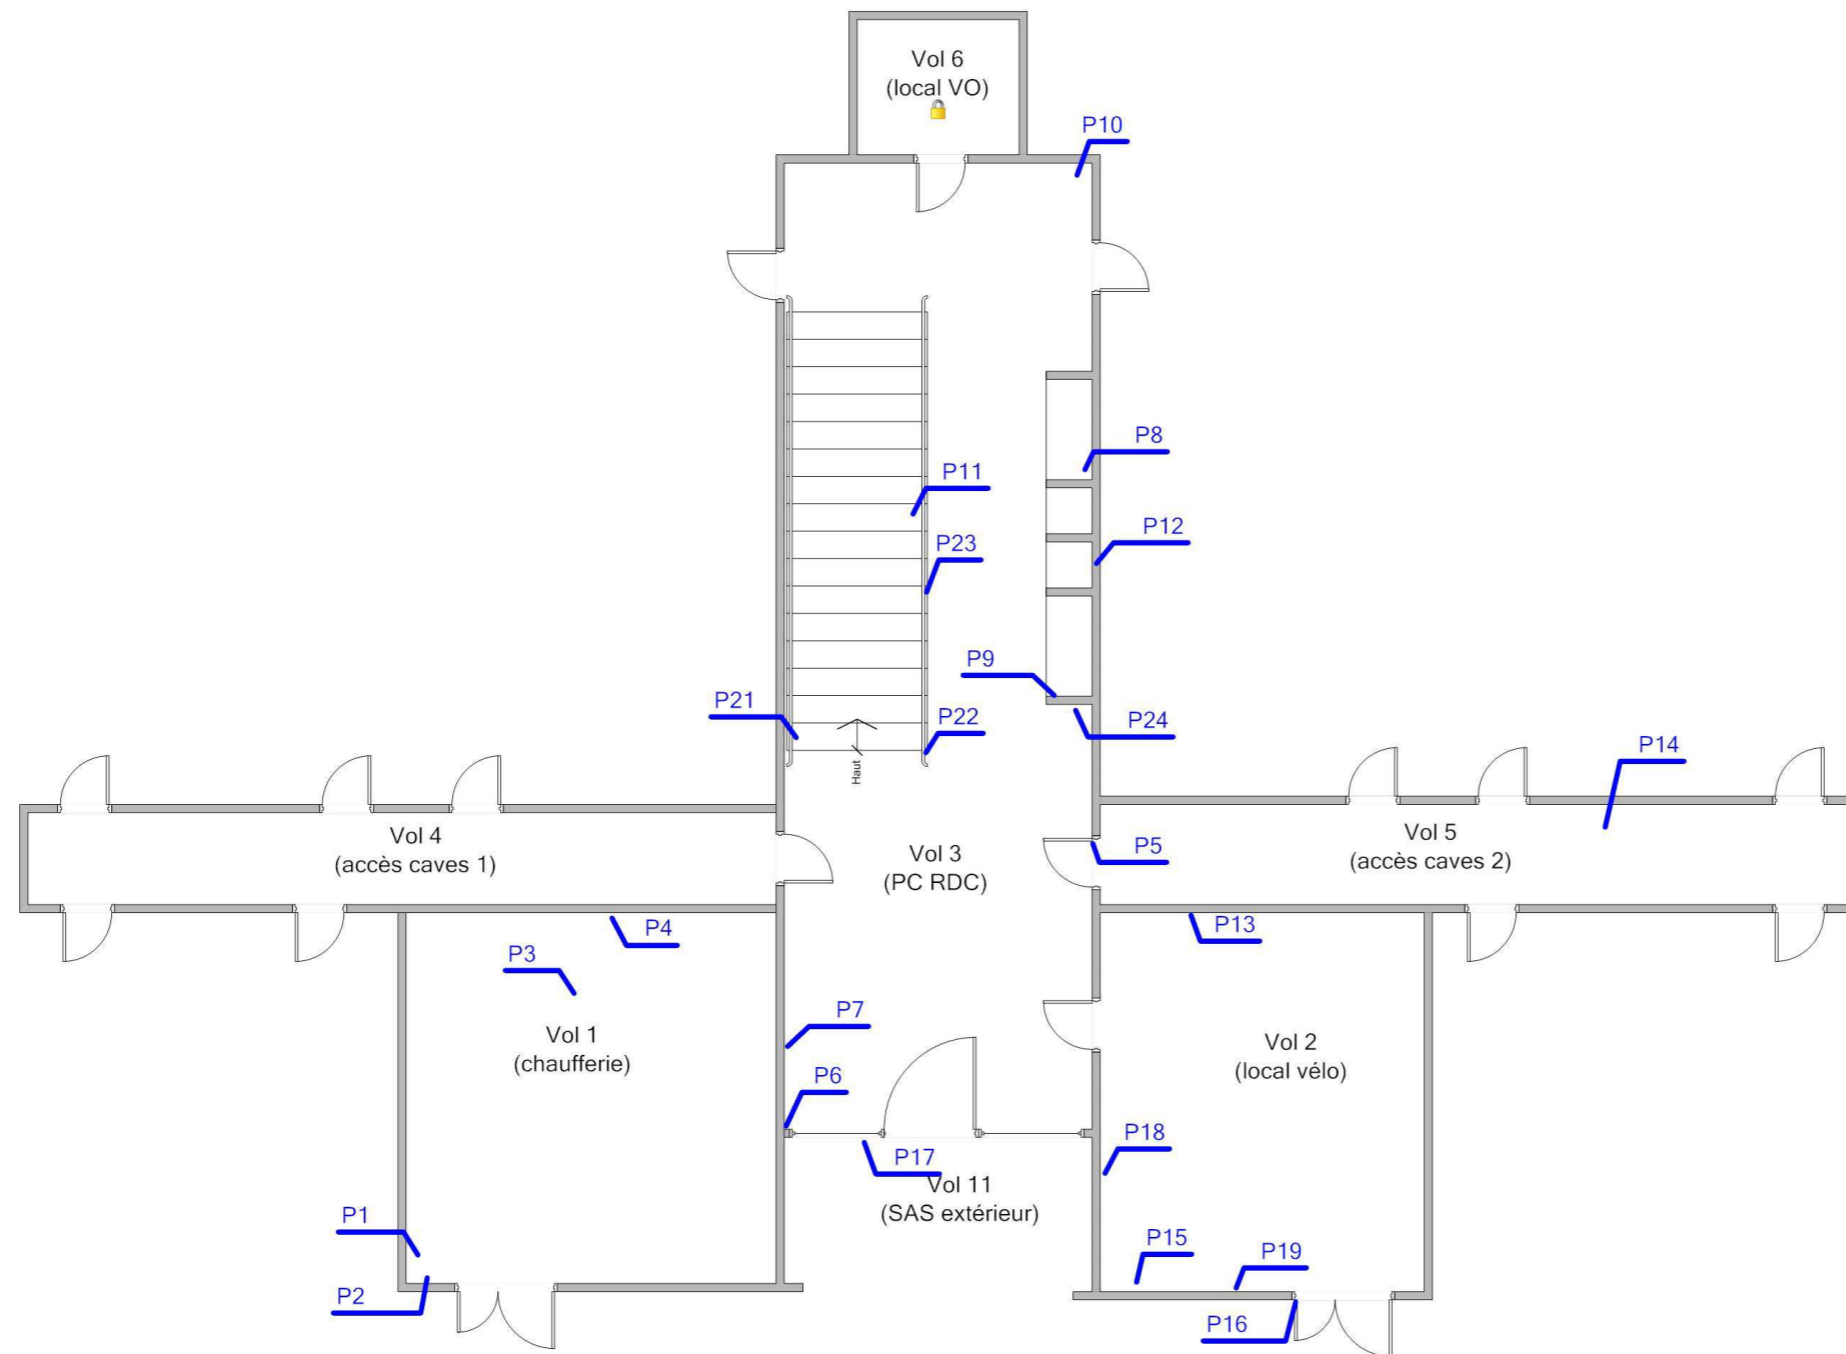 Vol 6
(local VO)
P10
P8
P11
P12
P23
P9
P21
P22
P24
P14
Haut
Vol 4
(accès caves 1)
Vol 3
(PC RDC)
P5
Vol 5
(accès caves 2)
P4
P13
P3
P7
Vol 1
(chaufferie)
Vol 2
(local vélo)
P6
P18
P17
Vol 11
(SAS extérieur)
P1
P15
P19
P2
P16